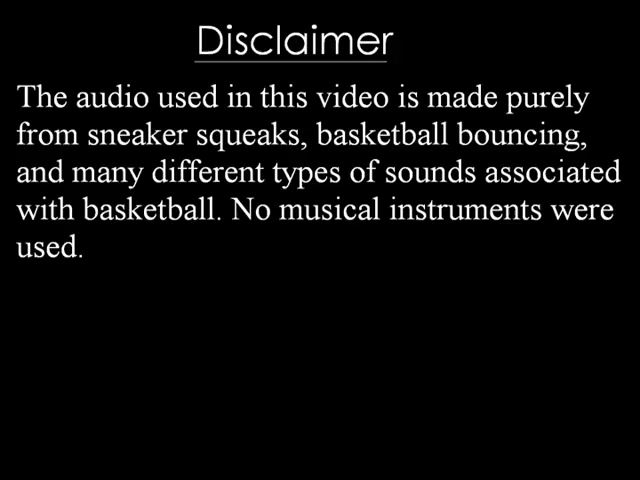 Disclaimer
The audio used in this video is made purely
from sneaker squeaks, basketball bouncing,
and many different types of sounds associated
with basketball. No musical instruments were
used.